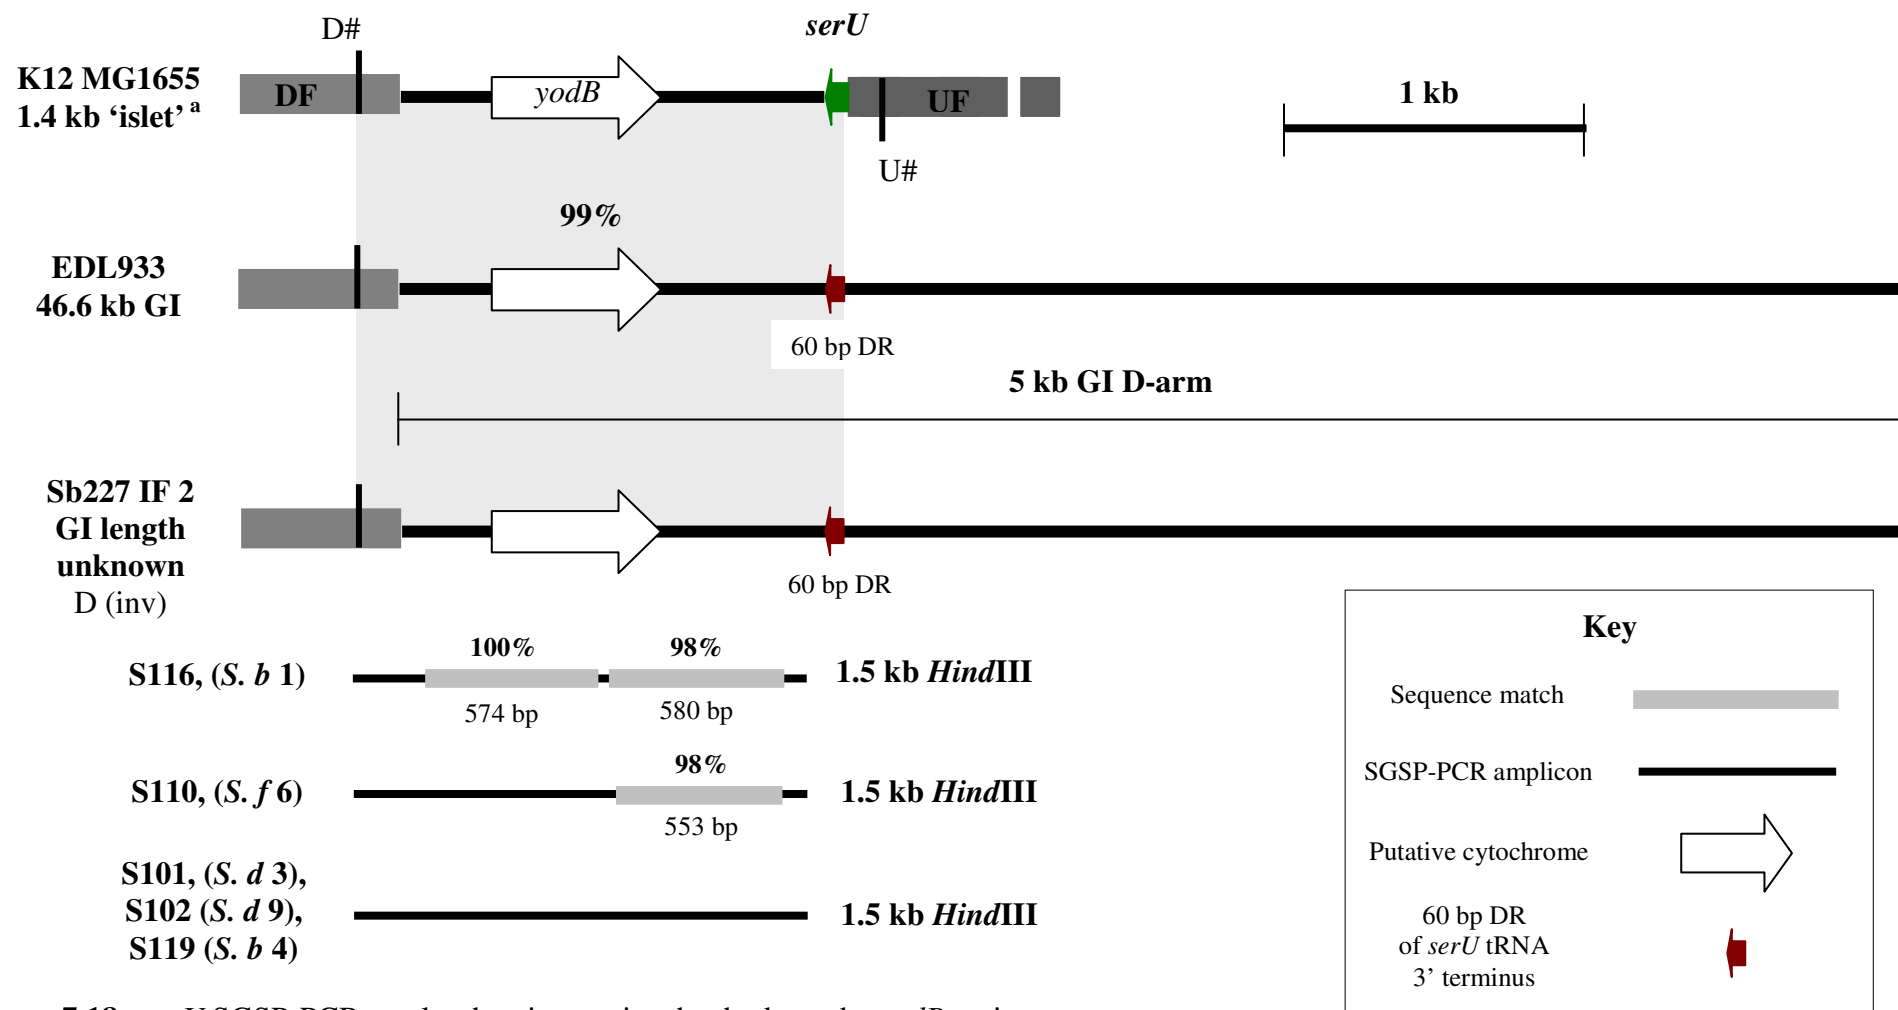 D#
serU
K12 MG1655
1.4 kb ‘islet’ a
DF
yodB
UF
1 kb
U#
99%
EDL933
46.6 kb GI
60 bp DR
5 kb GI D-arm
Sb227 IF 2
GI length
unknown
D (inv)
60 bp DR
Key
100%
98%
S116, (S. b 1)
1.5 kb HindIII
574 bp
580 bp
Sequence match
98%
S110, (S. f 6)
1.5 kb HindIII
553 bp
SGSP-PCR amplicon
Putative cytochrome
S101, (S. d 3),
S102 (S. d 9),
S119 (S. b 4)
1.5 kb HindIII
60 bp DR
of serU tRNA
3’ terminus